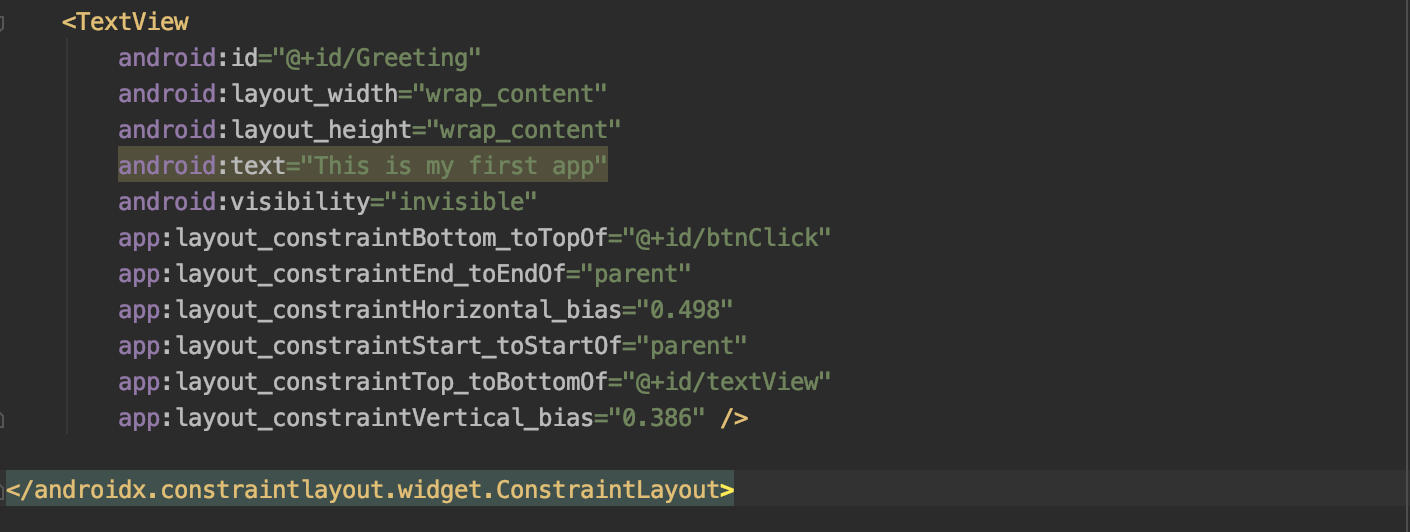 <TextView
android:id="@+id/Greeting"
android:layout_width="wrap_content"
android:layout_height="wrap_content"
android:text="This is my first app"
android:visibility="invisible"
app:layout_constraintBottom_toTopOf="@+id/btnClick"
app:layout_constraintEnd_toEndOf="parent"
app:layout_constraintHorizontal_bias="0.498"
app:layout_constraintStart_toStartOf="parent"
app:layout_constraintTop_toBottomOf="@+id/textView"
app:layout_constraintVertical_bias="0.386" />
</androidx.constraintlayout.widget.ConstraintLayout>